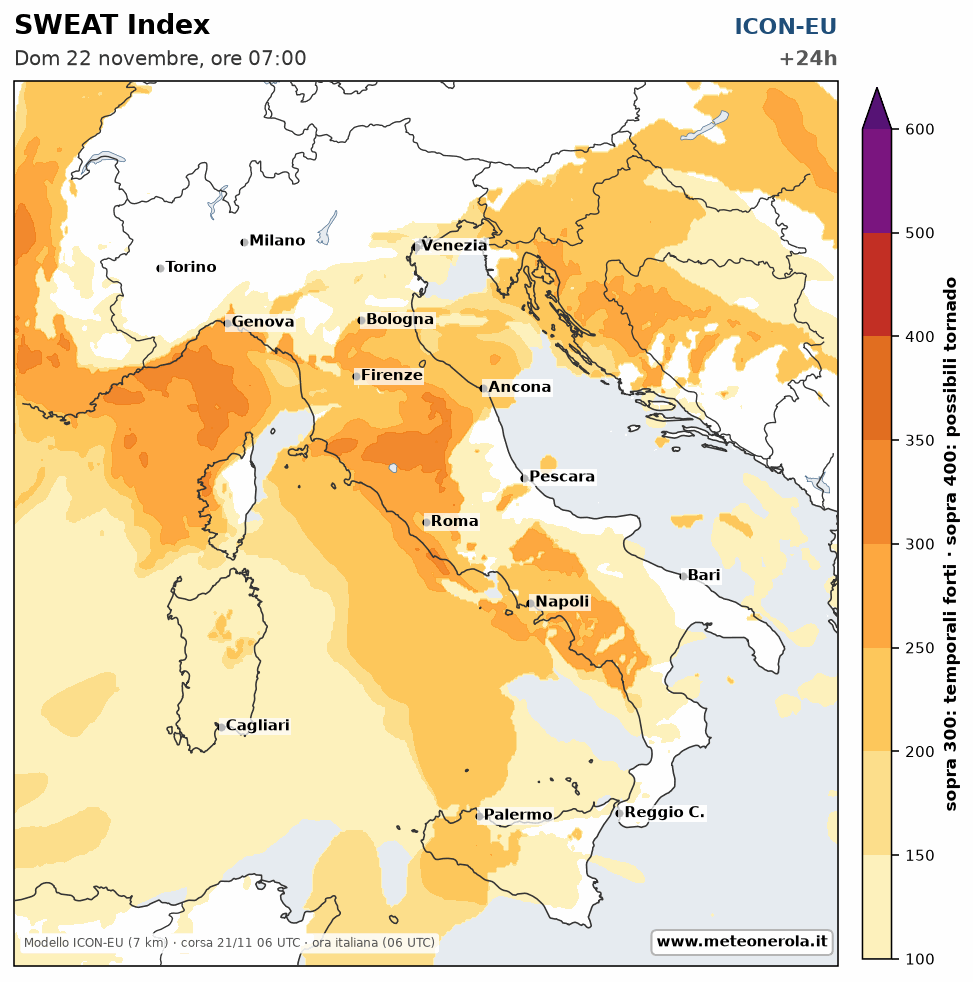 SWEAT Index
ICON-EU
Dom 22 novembre, ore 07:00
+24h
Milano
Torino
Venezia
Genova
Bologna
Firenze
Ancona
Pescara
Roma
Bari
Napoli
Cagliari
Palermo
Reggio C.
600
500
400
350
300
250
200
150
100
sopra 300: temporali forti · sopra 400: possibili tornado
Modello ICON-EU (7 km) · corsa 21/11 06 UTC · ora italiana (06 UTC)
www.meteonerola.it